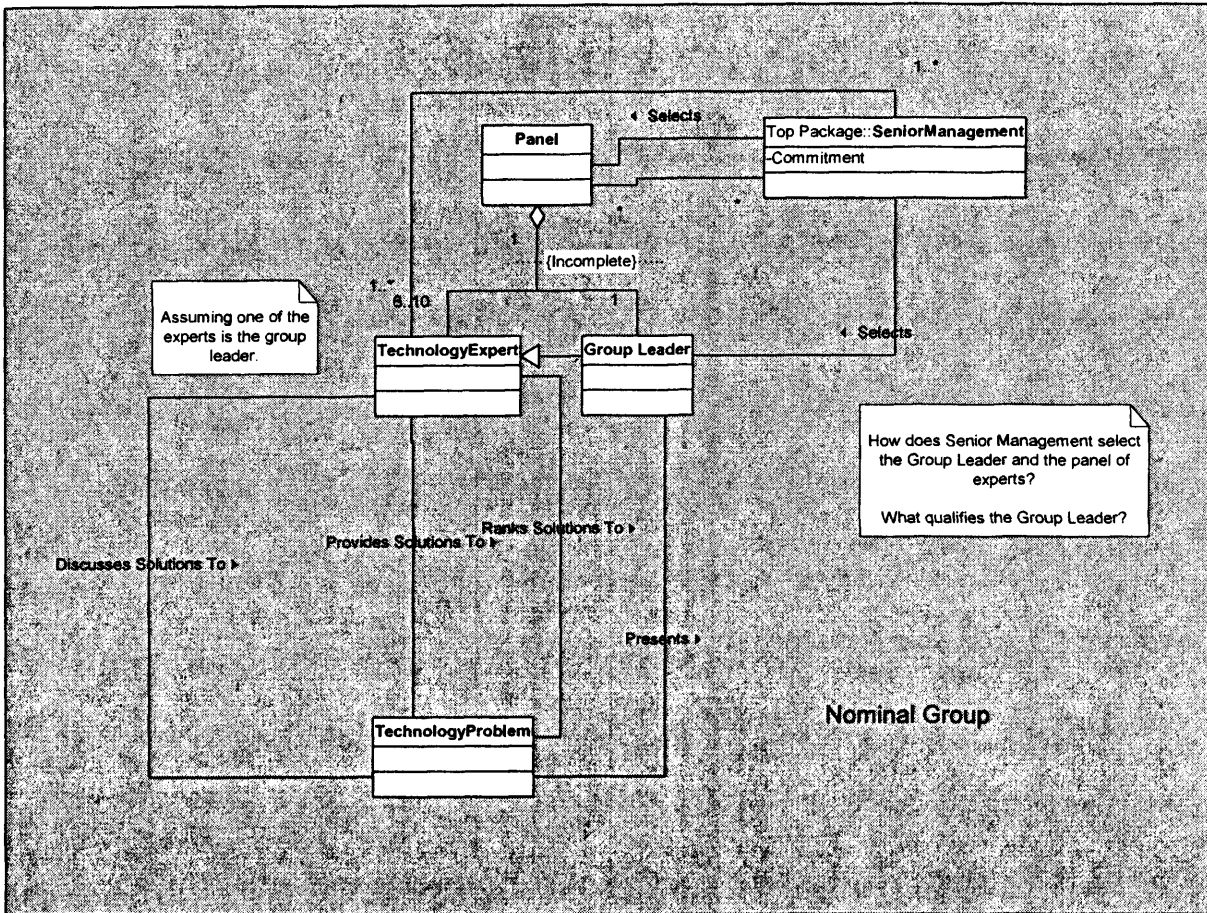 1..*
◂ Selects
Panel
Top Package::SeniorManagement
-Commitment
*
*
1
{Incomplete}
1..*
6..10
1
Assuming one of the
experts is the group
leader.
TechnologyExpert
Group Leader
◂ Selects
How does Senior Management select
the Group Leader and the panel of
experts?
What qualifies the Group Leader?
Ranks Solutions To ▸
Provides Solutions To ▸
Discusses Solutions To ▸
Presents ▸
Nominal Group
TechnologyProblem